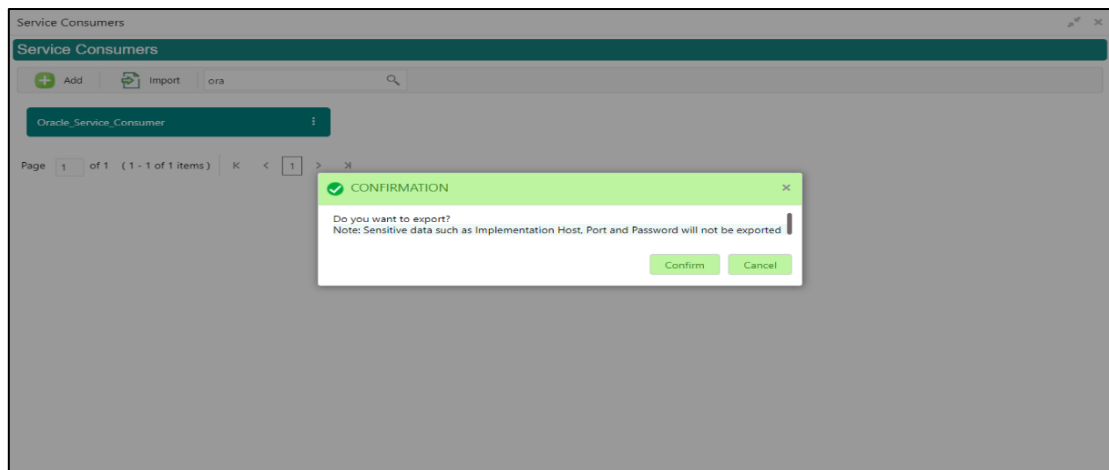 Service Consumers
Service Consumers
Add Import ora
Oracle_Service_Consumer
Page 1 of 1 (1 - 1 of 1 items) K < 1 > >|
CONFIRMATION
Do you want to export?
Note: Sensitive data such as Implementation Host, Port and Password will not be exported
Confirm Cancel